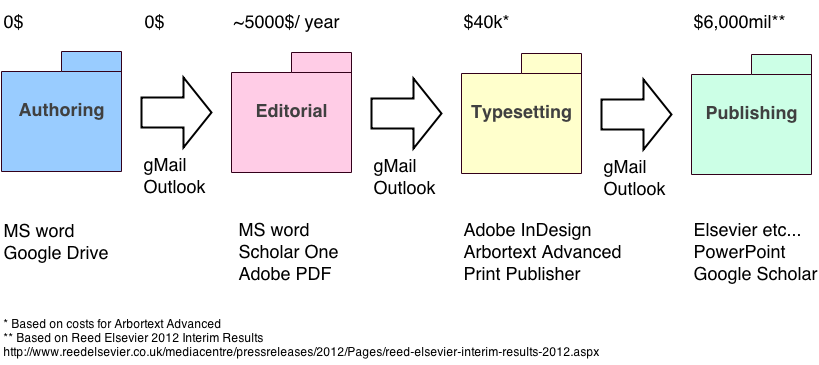 0$
0$
~5000$/ year
$40k*
$6,000mil**
Authoring
Editorial
Typesetting
Publishing
gMail
Outlook
gMail
Outlook
gMail
Outlook
MS word
Google Drive
MS word
Scholar One
Adobe PDF
Adobe InDesign
Arbortext Advanced
Print Publisher
Elsevier etc...
PowerPoint
Google Scholar
* Based on costs for Arbortext Advanced
** Based on Reed Elsevier 2012 Interim Results
http://www.reedelsevier.co.uk/mediacentre/pressreleases/2012/Pages/reed-elsevier-interim-results-2012.aspx